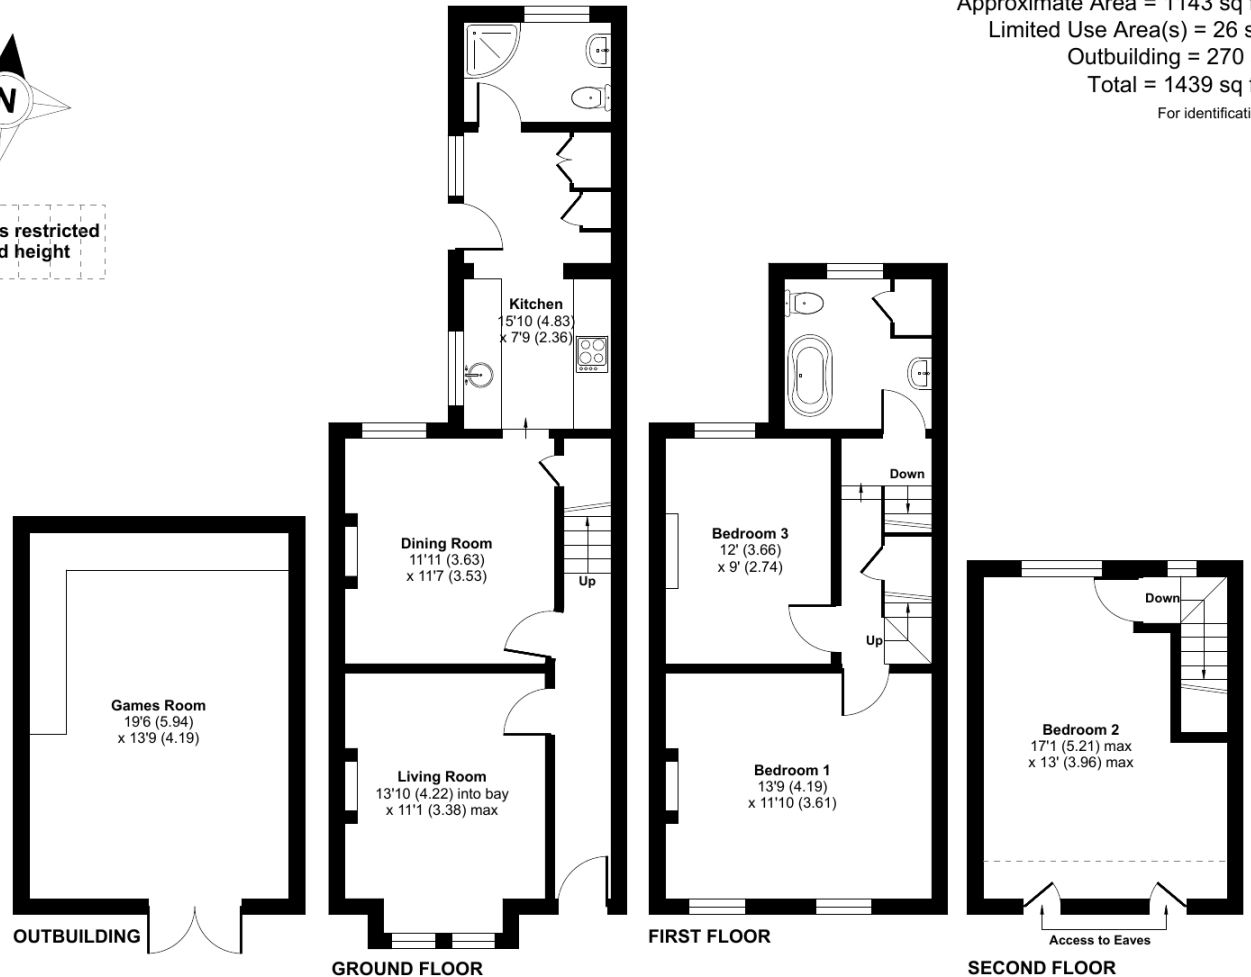 Approximate Area = 1143 sq f
Limited Use Area(s) = 26 s
Outbuilding = 270
Total = 1439 sq f
For identificati
N
s restricted
d height
Kitchen
15'10 (4.83)
x 7'9 (2.36)
Dining Room
11'11 (3.63)
x 11'7 (3.53)
Up
Living Room
13'10 (4.22) into bay
x 11'1 (3.38) max
GROUND FLOOR
Games Room
19'6 (5.94)
x 13'9 (4.19)
OUTBUILDING
Down
Bedroom 3
12' (3.66)
x 9' (2.74)
Up
Bedroom 1
13'9 (4.19)
x 11'10 (3.61)
FIRST FLOOR
Down
Bedroom 2
17'1 (5.21) max
x 13' (3.96) max
Access to Eaves
SECOND FLOOR